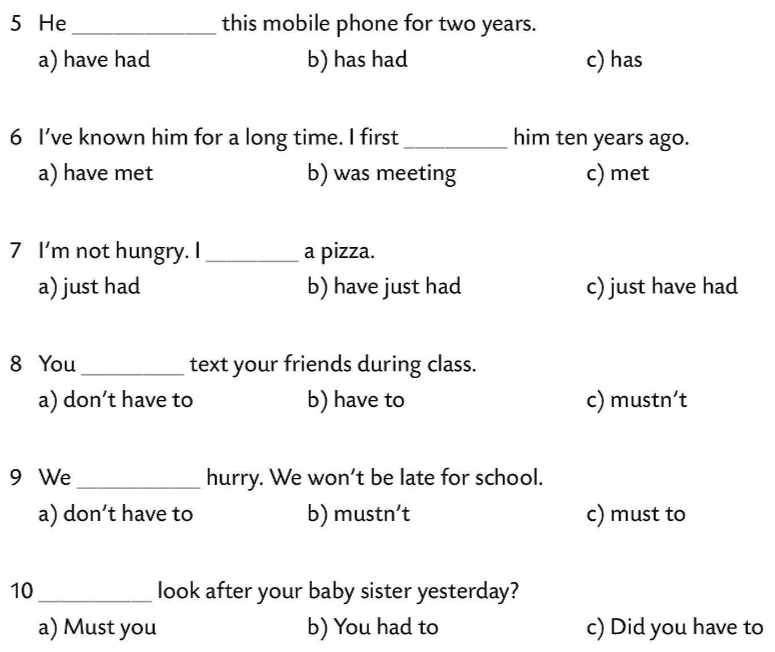 5 He ____________ this mobile phone for two years.
a) have had b) has had c) has
6 I've known him for a long time. I first _________ him ten years ago.
a) have met b) was meeting c) met
7 I'm not hungry. I ________ a pizza.
a) just had b) have just had c) just have had
8 You _________ text your friends during class.
a) don't have to b) have to c) mustn't
9 We ___________ hurry. We won't be late for school.
a) don't have to b) mustn't c) must to
10 __________ look after your baby sister yesterday?
a) Must you b) You had to c) Did you have to